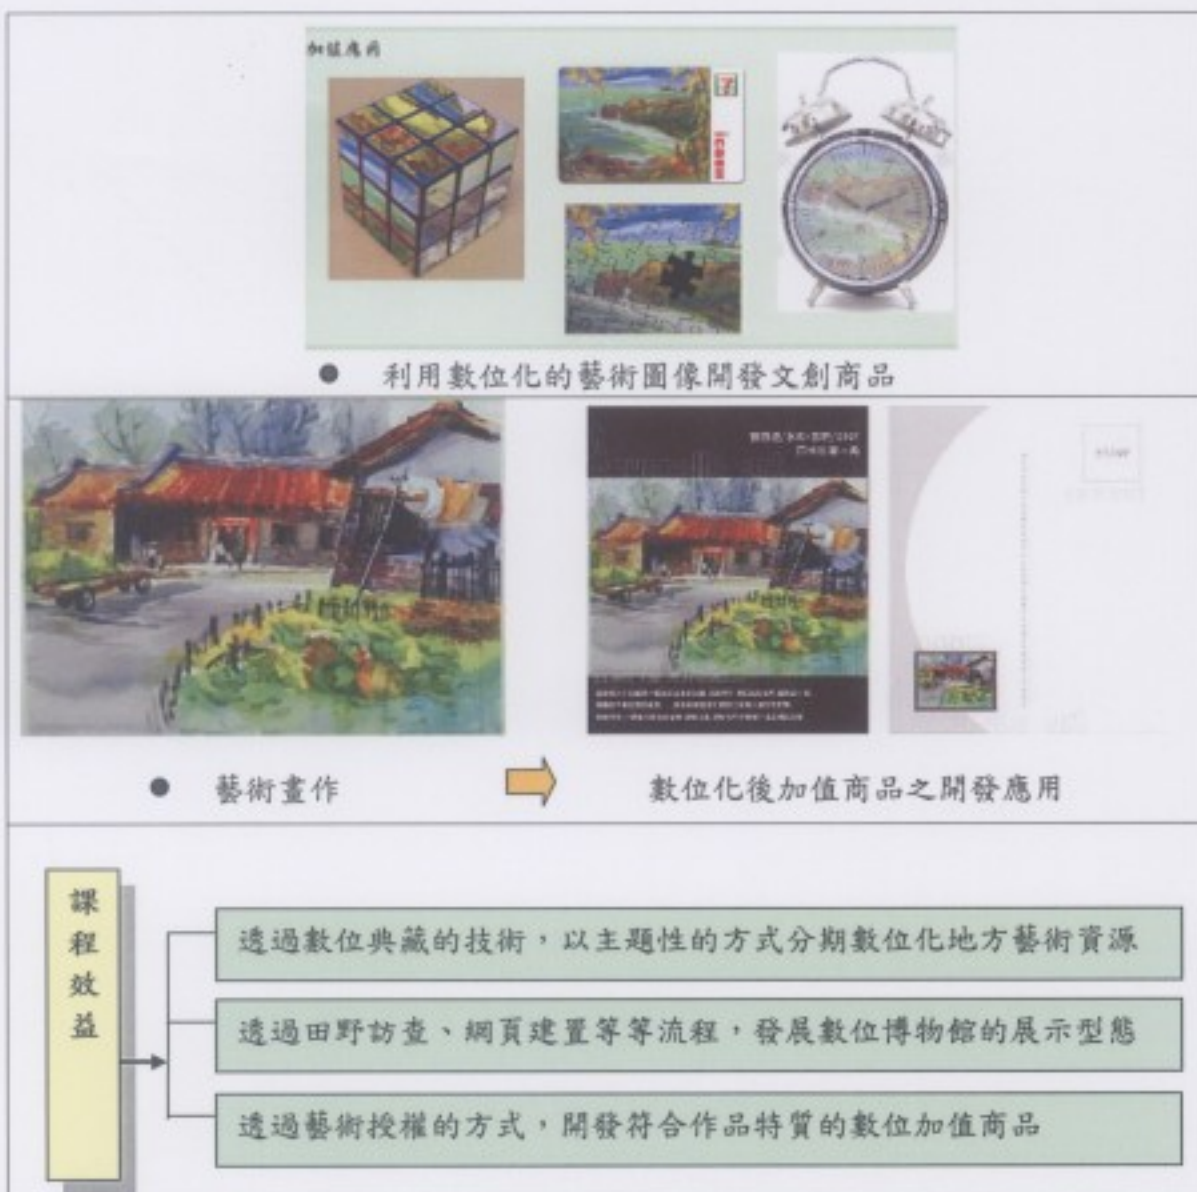 加值應用
● 利用數位化的藝術圖像開發文創商品
● 藝術畫作
數位化後加值商品之開發應用
課程效益
透過數位典藏的技術，以主題性的方式分期數位化地方藝術資源
透過田野訪查、網頁建置等等流程，發展數位博物館的展示型態
透過藝術授權的方式，開發符合作品特質的數位加值商品